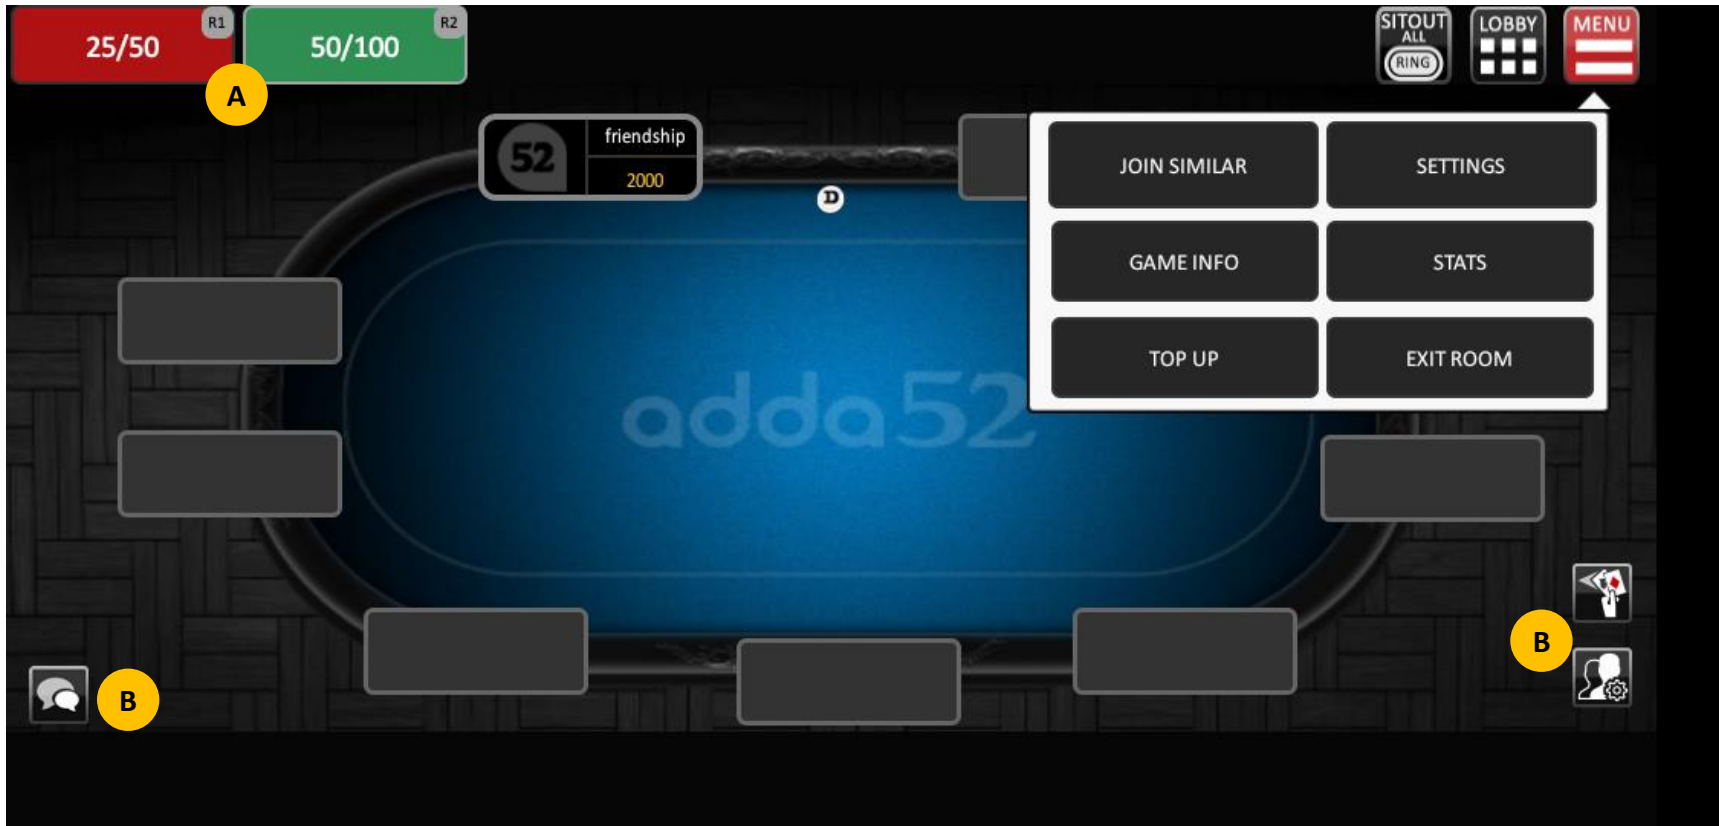 25/50
R1
50/100
R2
SITOUT
ALL
RING
LOBBY
MENU
A
52
friendship
2000
D
JOIN SIMILAR
SETTINGS
GAME INFO
STATS
TOP UP
EXIT ROOM
adda52
B
B